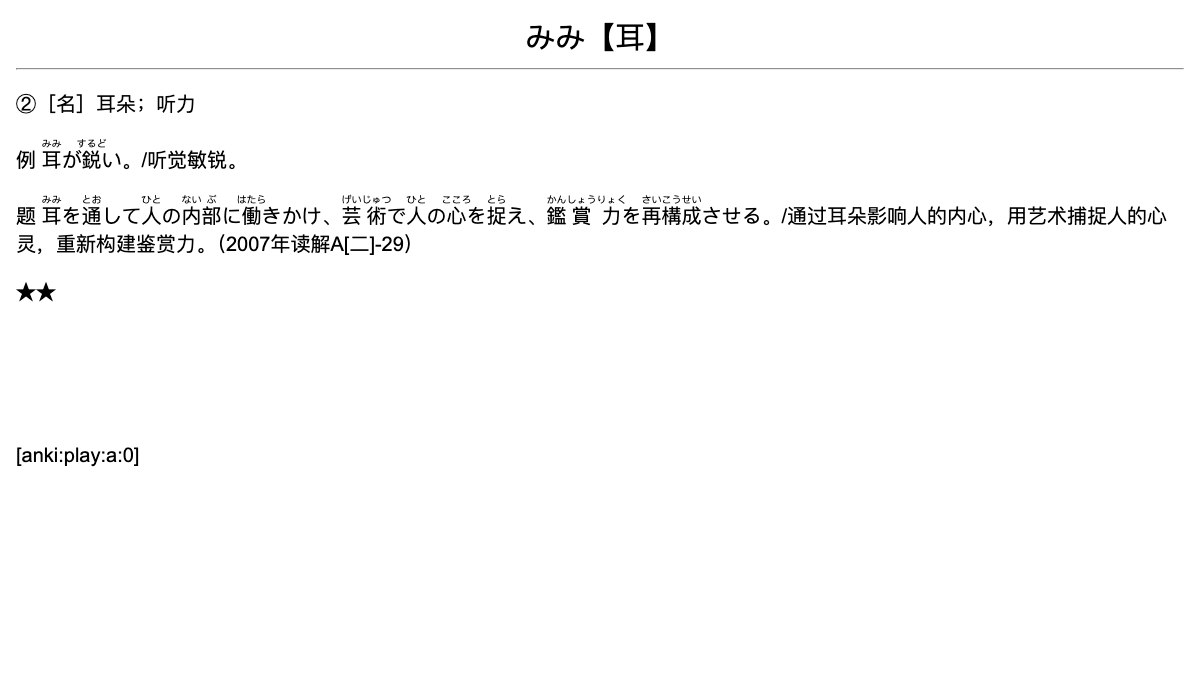 みみ【耳】
②［名］耳朵；听力
みみ するど
例 耳が鋭い。/听觉敏锐。
みみ とお ひと ないぶ はたら げいじゅつ ひと こころ とら かんしょうりょく さいこうせい
题 耳を通して人の内部に働きかけ、芸術で人の心を捉え、鑑賞力を再構成させる。/通过耳朵影响人的内心，用艺术捕捉人的心
灵，重新构建鉴赏力。（2007年读解A[二]-29）
★★
[anki:play:a:0]